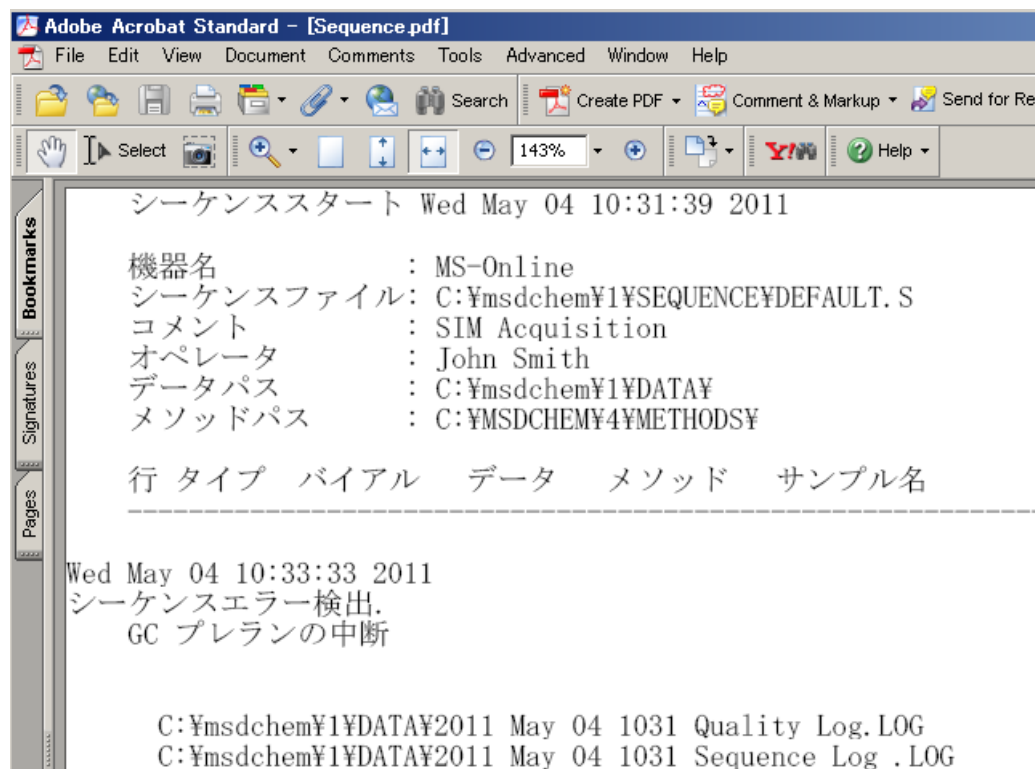 Adobe Acrobat Standard - [Sequence.pdf]
File Edit View Document Comments Tools Advanced Window Help
Search Create PDF Comment & Markup Send for Re
Select 143% Y! Help
Bookmarks
Signatures
Pages
シーケンススタート Wed May 04 10:31:39 2011
機器名 : MS-Online
シーケンスファイル: C:¥msdchem¥1¥SEQUENCE¥DEFAULT.S
コメント : SIM Acquisition
オペレータ : John Smith
データパス : C:¥msdchem¥1¥DATA¥
メソッドパス : C:¥MSDCHEM¥4¥METHODS¥
行 タイプ バイアル データ メソッド サンプル名
--------------------------------------------------------------
Wed May 04 10:33:33 2011
シーケンスエラー検出.
GC プレランの中断
C:¥msdchem¥1¥DATA¥2011 May 04 1031 Quality Log.LOG
C:¥msdchem¥1¥DATA¥2011 May 04 1031 Sequence Log .LOG